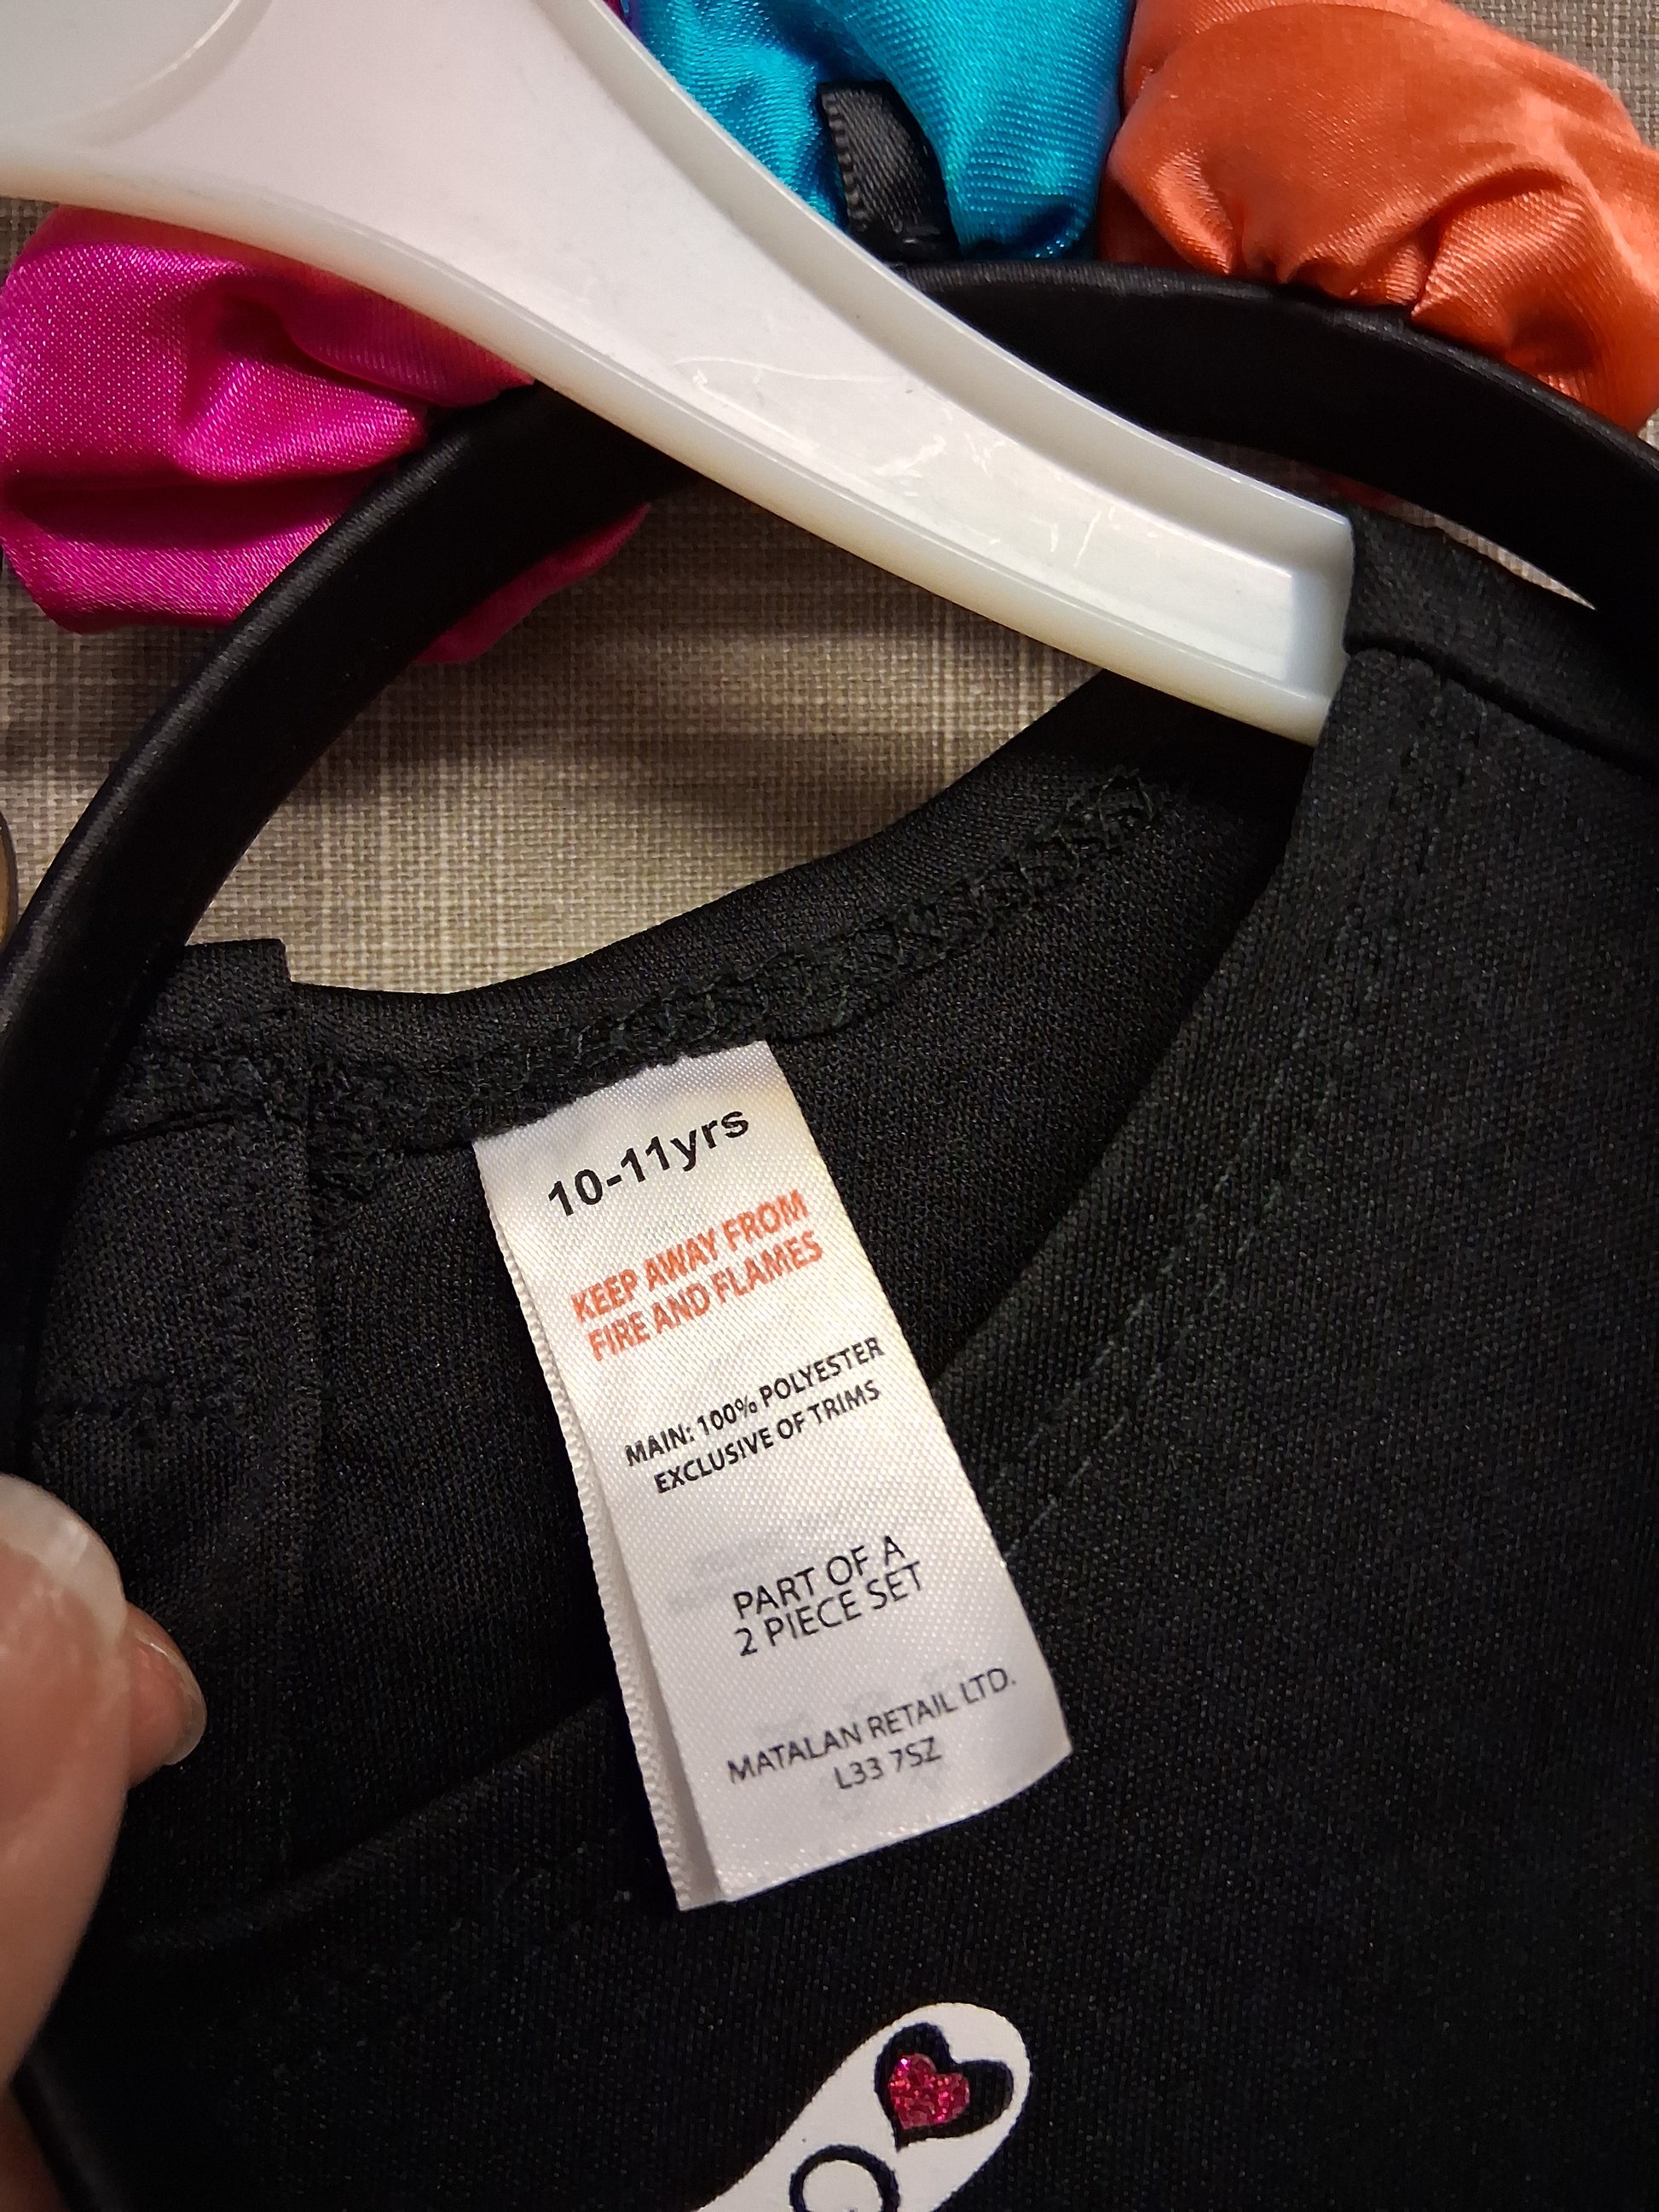 10-11yrs
KEEP AWAY FROM
FIRE AND FLAMES
MAIN: 100% POLYESTER
EXCLUSIVE OF TRIMS
PART OF A
2 PIECE SET
MATALAN RETAIL LTD.
L33 7SZ